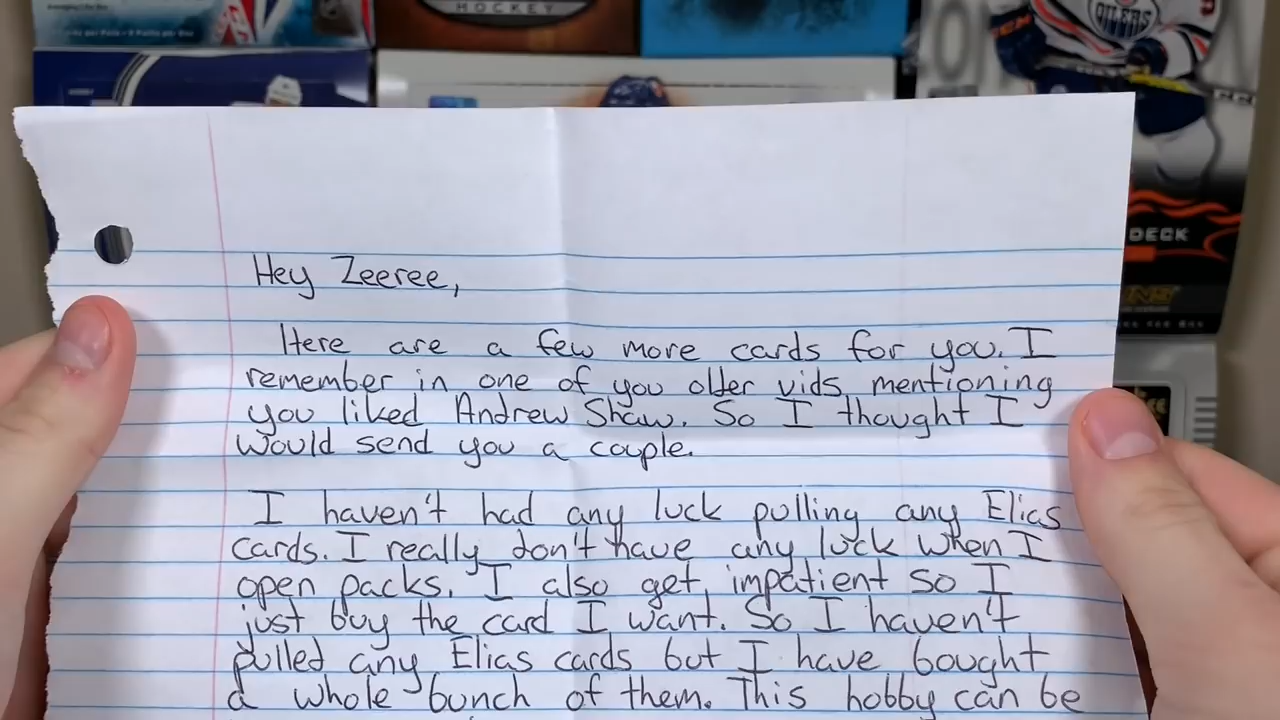 HOCKEY
OILERS
DECK
Hey Zeeree,
Here are a few more cards for you. I
remember in one of you older vids mentioning
you liked Andrew Shaw. So I thought I
would send you a couple.
I haven't had any luck pulling any Elias
cards. I really don't have any luck when I
open packs. I also get impatient so I
just buy the card I want. So I haven't
pulled any Elias cards but I have bought
a whole bunch of them. This hobby can be